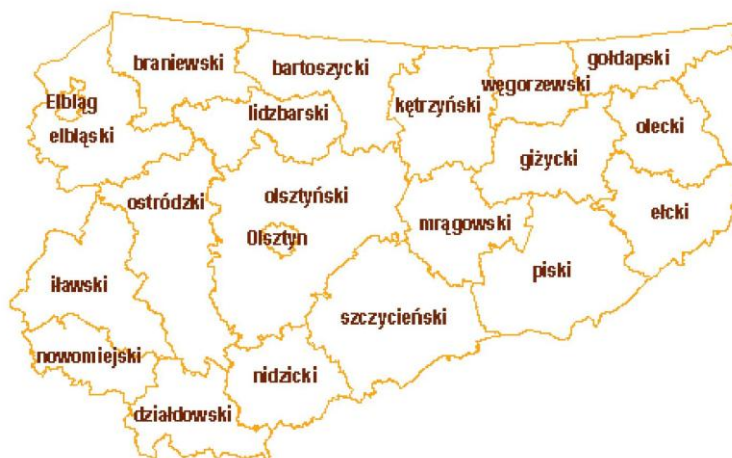 gołdapski
braniewski
bartoszycki
węgorzewski
Elbląg
kętrzyński
lidzbarski
olecki
elbląski
giżycki
ostródzki
olsztyński
ełcki
mrągowski
Olsztyn
piski
iławski
szczycieński
nowomiejski
nidzicki
działdowski